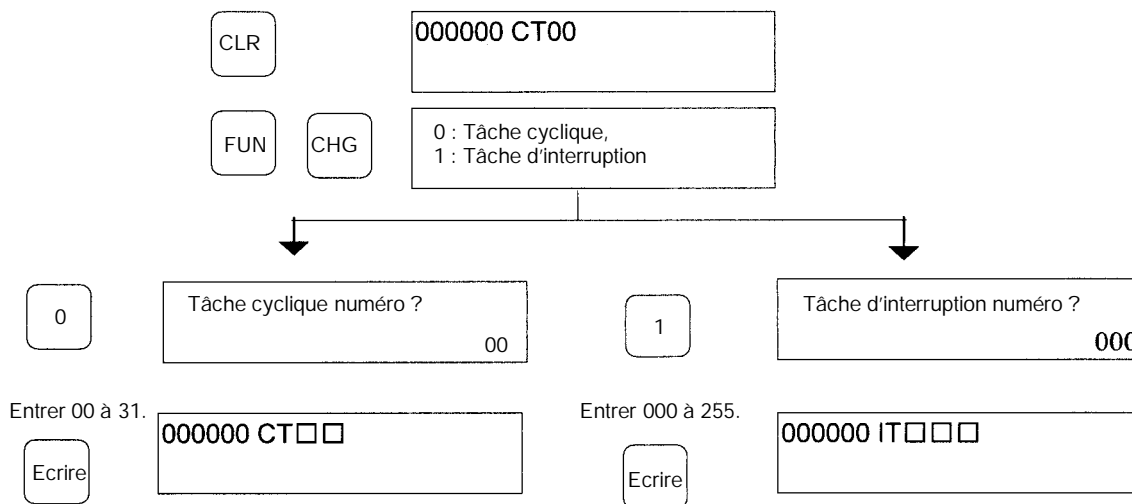 CLR
000000 CT00
FUN
CHG
0 : Tâche cyclique,
1 : Tâche d'interruption
0
Tâche cyclique numéro ?
00
1
Tâche d'interruption numéro ?
000
Entrer 00 à 31.
Ecrire
000000 CT□□
Entrer 000 à 255.
Ecrire
000000 IT□□□